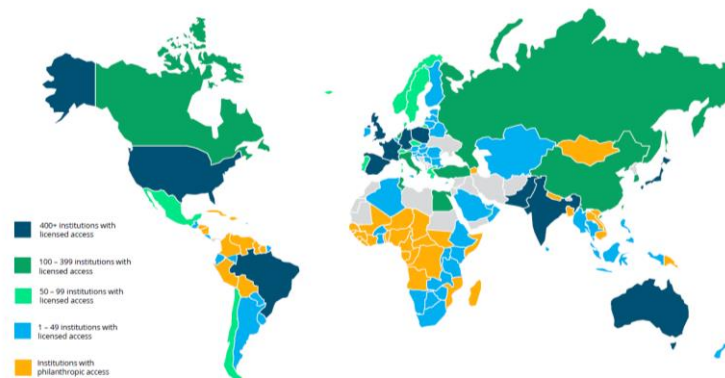 400+ institutions with
licensed access
100 – 399 institutions with
licensed access
50 – 99 institutions with
licensed access
1 – 49 institutions with
licensed access
Institutions with
philanthropic access